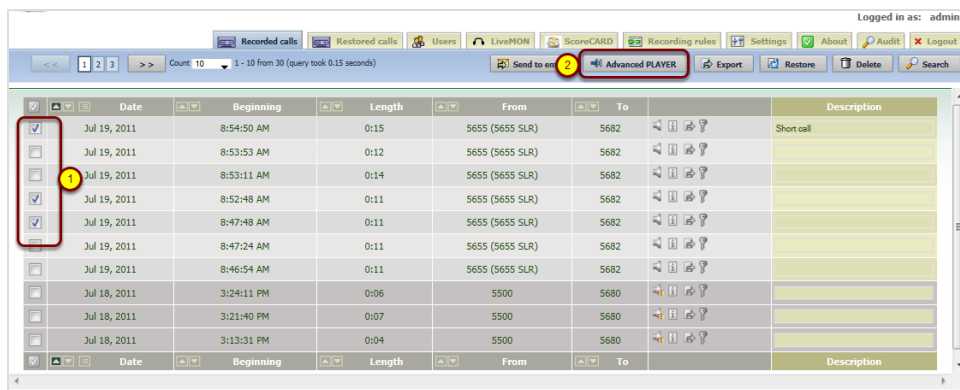 Logged in as: admin
Recorded calls Restored calls Users LiveMON ScoreCARD Recording rules Settings About Audit Logout
<< 1 2 3 >> Count 10 1 - 10 from 30 (query took 0.15 seconds) Send to em 2 Advanced PLAYER Export Restore Delete Search
Date Beginning Length From To Description
Jul 19, 2011 8:54:50 AM 0:15 5655 (5655 SLR) 5682 Short call
Jul 19, 2011 8:53:53 AM 0:12 5655 (5655 SLR) 5682
1 Jul 19, 2011 8:53:11 AM 0:14 5655 (5655 SLR) 5682
Jul 19, 2011 8:52:48 AM 0:11 5655 (5655 SLR) 5682
Jul 19, 2011 8:47:48 AM 0:11 5655 (5655 SLR) 5682
Jul 19, 2011 8:47:24 AM 0:11 5655 (5655 SLR) 5682
Jul 19, 2011 8:46:54 AM 0:11 5655 (5655 SLR) 5682
Jul 18, 2011 3:24:11 PM 0:06 5500 5680
Jul 18, 2011 3:21:40 PM 0:07 5500 5680
Jul 18, 2011 3:13:31 PM 0:04 5500 5680
Date Beginning Length From To Description